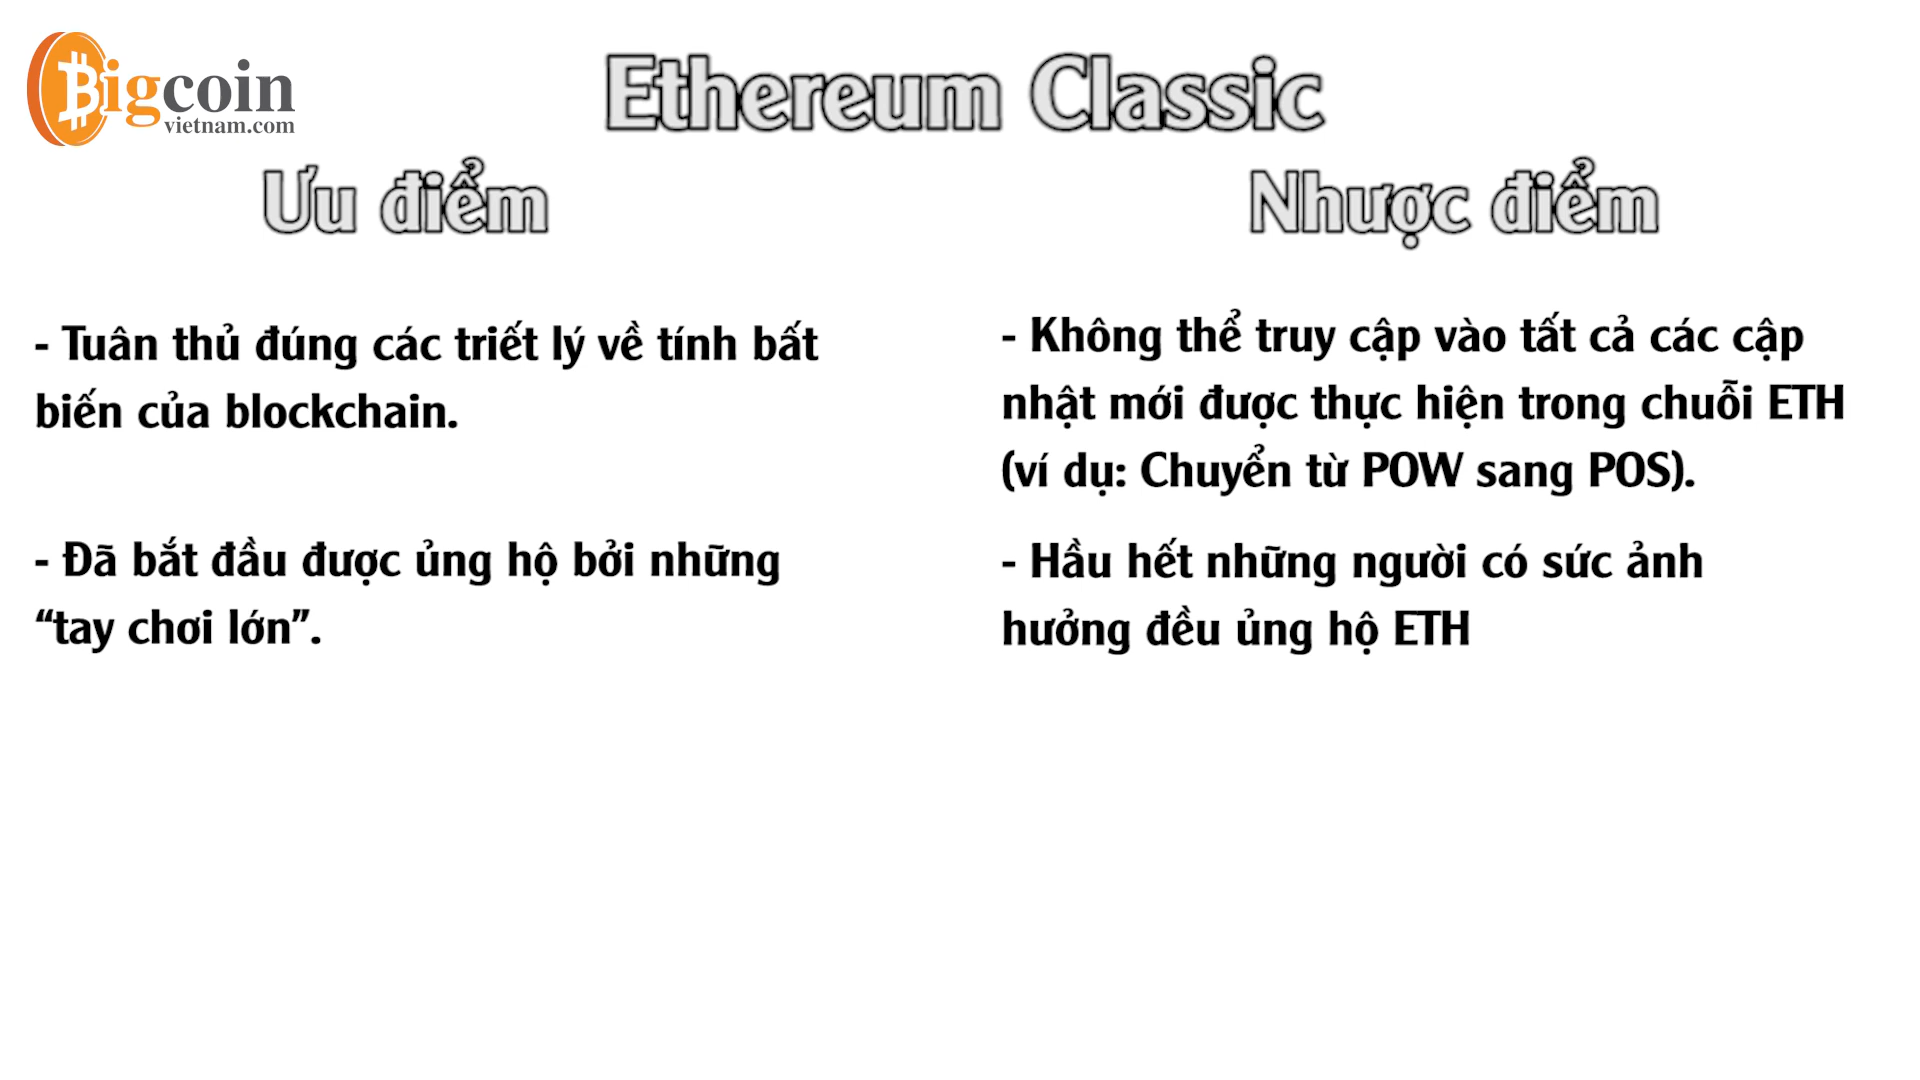 Bigcoin
vietnam.com
Ethereum Classic
Ưu điểm
- Tuân thủ đúng các triết lý về tính bất
biến của blockchain.
- Đã bắt đầu được ủng hộ bởi những
“tay chơi lớn”.
Nhược điểm
- Không thể truy cập vào tất cả các cập
nhật mới được thực hiện trong chuỗi ETH
(ví dụ: Chuyển từ POW sang POS).
- Hầu hết những người có sức ảnh
hưởng đều ủng hộ ETH